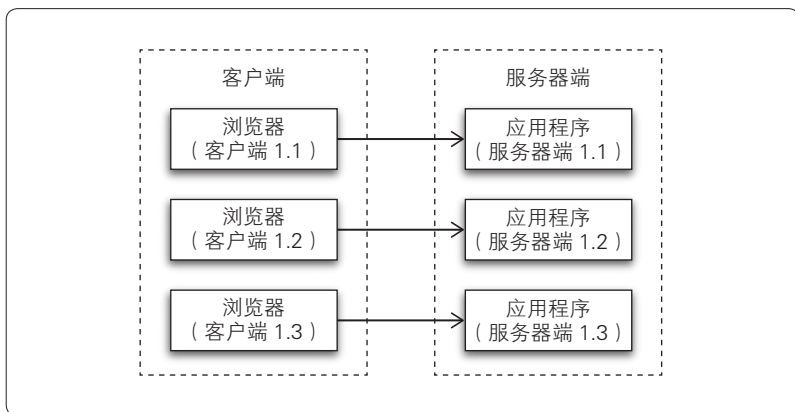 客户端
服务器端
浏览器
（客户端 1.1）
应用程序
（服务器端 1.1）
浏览器
（客户端 1.2）
应用程序
（服务器端 1.2）
浏览器
（客户端 1.3）
应用程序
（服务器端 1.3）